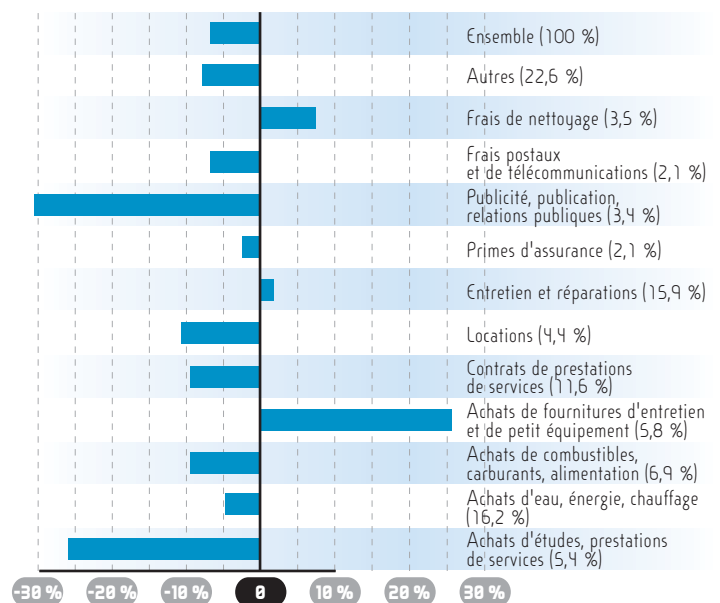 Ensemble (100 %)
Autres (22,6 %)
Frais de nettoyage (3,5 %)
Frais postaux
et de télécommunications (2,1 %)
Publicité, publication,
relations publiques (3,4 %)
Primes d'assurance (2,1 %)
Entretien et réparations (15,9 %)
Locations (4,4 %)
Contrats de prestations
de services (11,6 %)
Achats de fournitures d'entretien
et de petit équipement (5,8 %)
Achats de combustibles,
carburants, alimentation (6,9 %)
Achats d'eau, énergie, chauffage
(16,2 %)
Achats d'études, prestations
de services (5,4 %)
-30 % -20 % -10 % 0 10 % 20 % 30 %